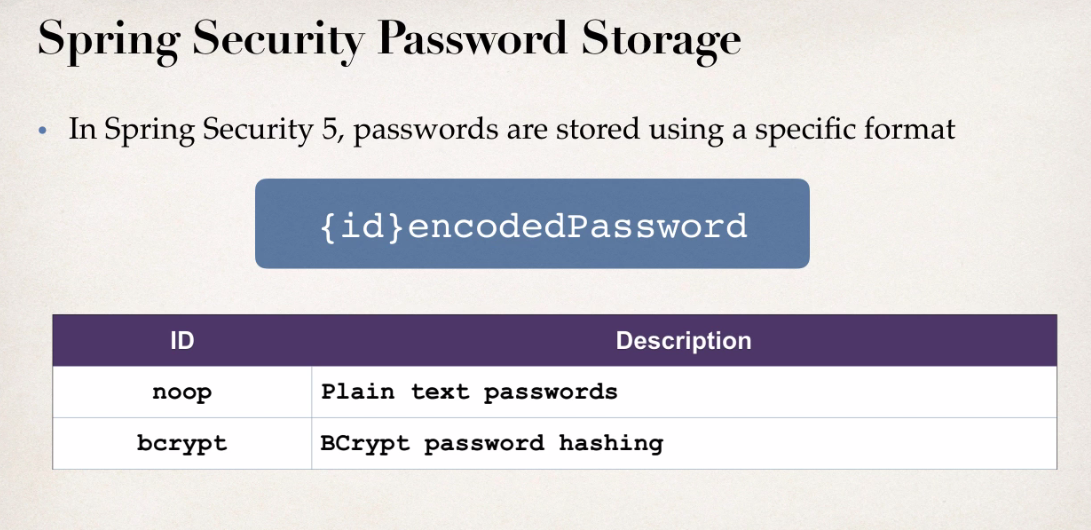 Spring Security Password Storage
• In Spring Security 5, passwords are stored using a specific format
{id}encodedPassword
ID Description
noop Plain text passwords
bcrypt BCrypt password hashing